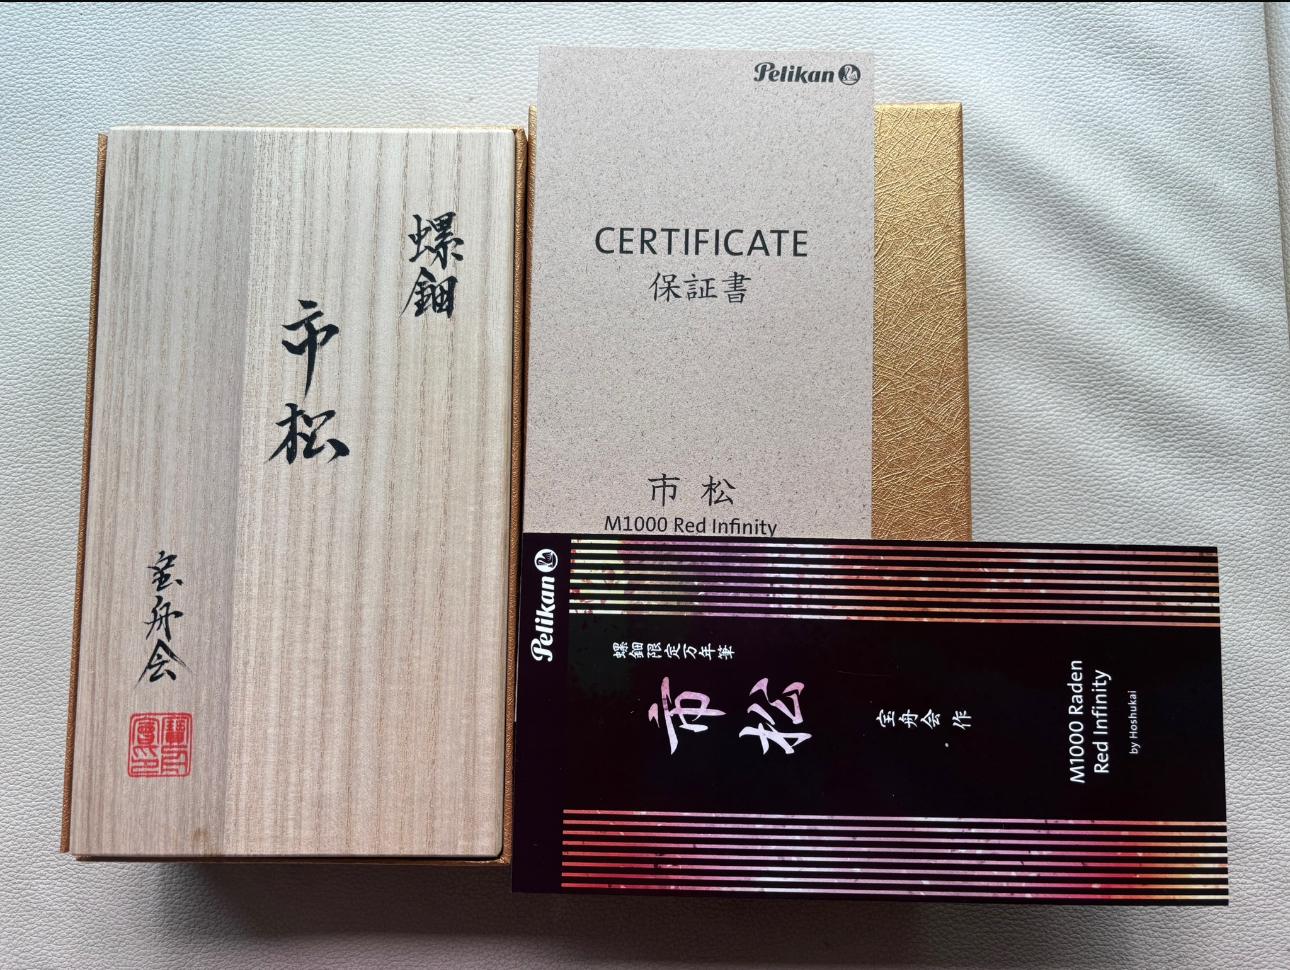 螺鈿
市松
宝舟会
Pelikan
CERTIFICATE
保証書
市松
M1000 Red Infinity
Pelikan
螺鈿限定万年筆
市松
宝舟会 作
M1000 Raden
Red Infinity
by Hoshukai